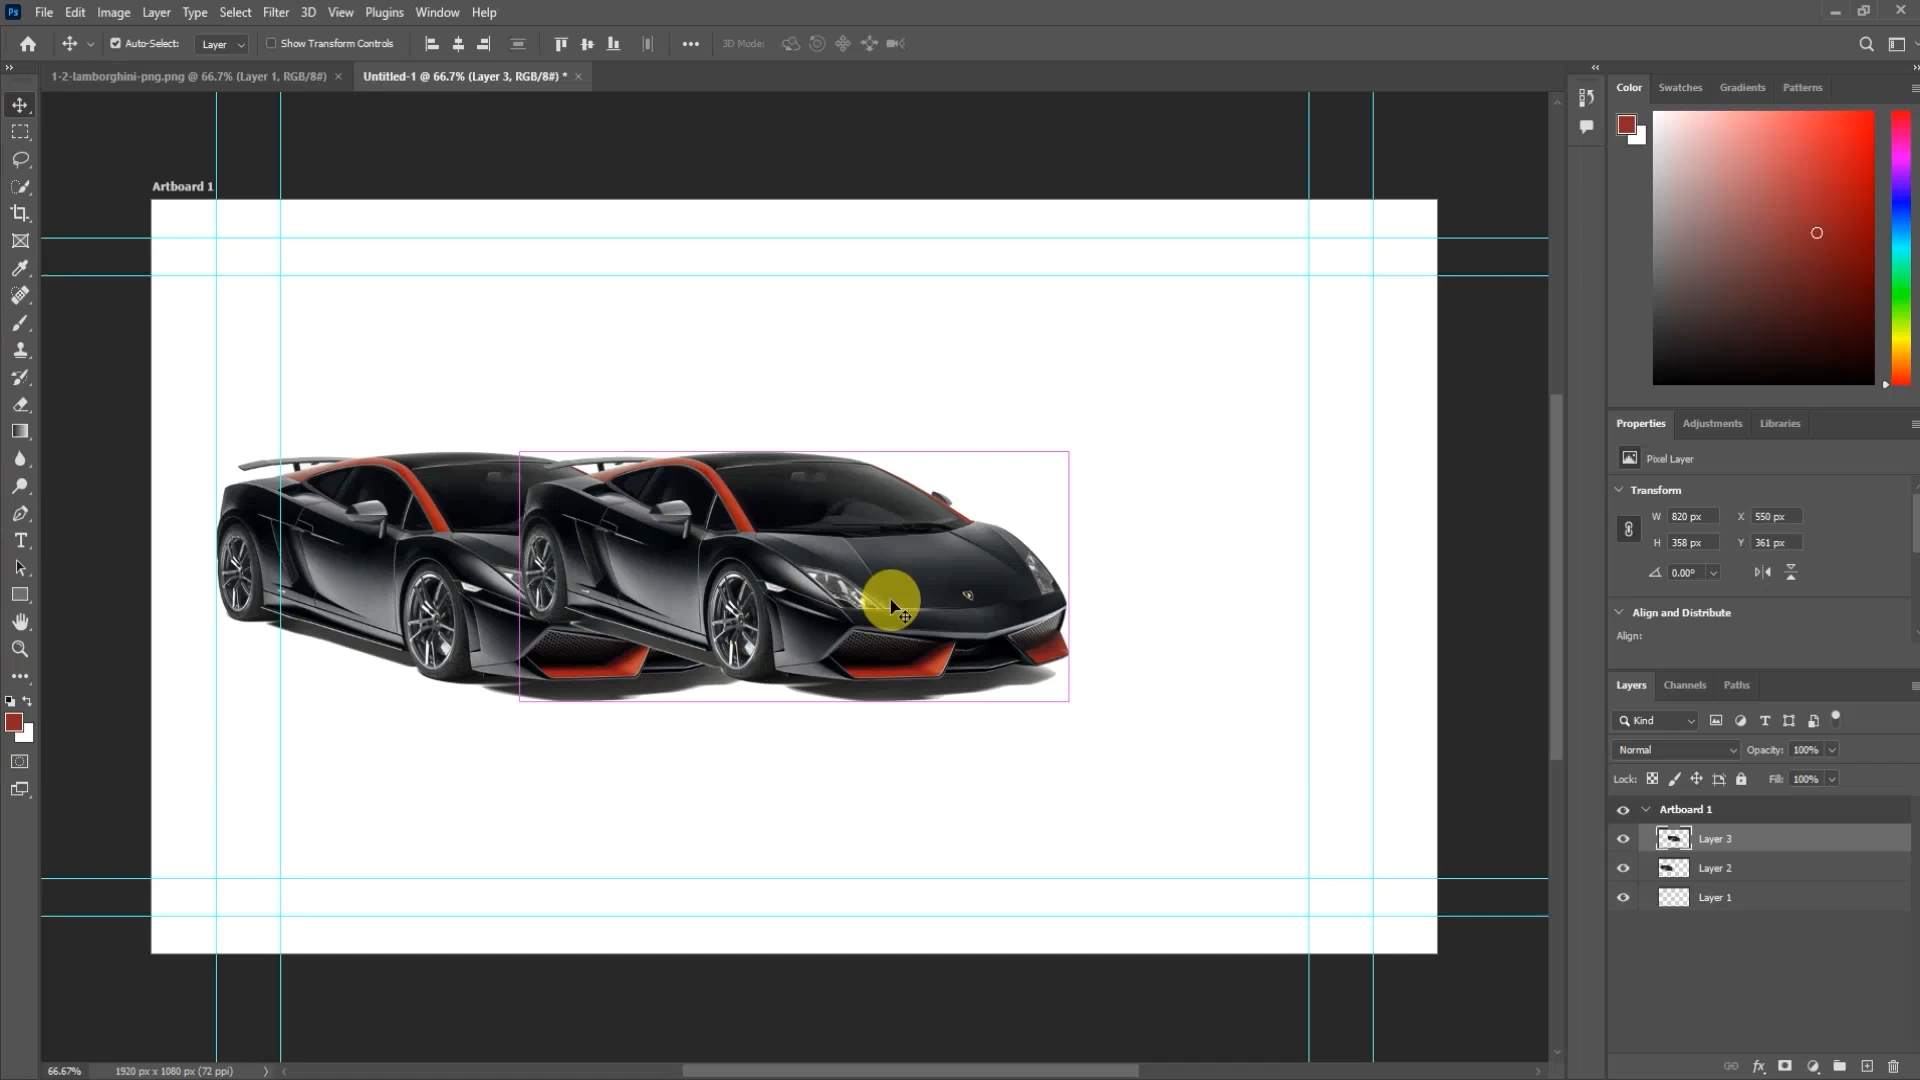 Ps File Edit Image Layer Type Select Filter 3D View Plugins Window Help
Auto-Select: Layer Show Transform Controls 3D Mode:
1-2-lamborghini-png.png @ 66.7% (Layer 1, RGB/8#) × Untitled-1 @ 66.7% (Layer 3, RGB/8#) * ×
Color Swatches Gradients Patterns
Artboard 1
Properties Adjustments Libraries
Pixel Layer
Transform
W 820 px X 550 px
H 358 px Y 361 px
0.00°
Align and Distribute
Align:
Layers Channels Paths
Kind
Normal Opacity: 100%
Lock: Fill: 100%
Artboard 1
Layer 3
Layer 2
Layer 1
66.67% 1920 px x 1080 px (72 ppi)